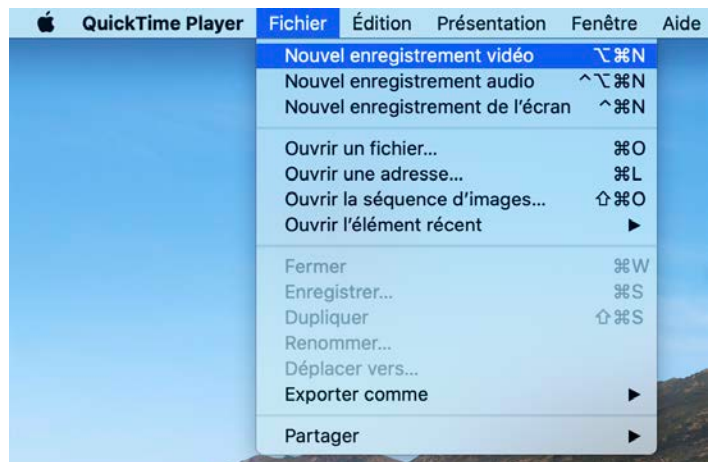 QuickTime Player Fichier Édition Présentation Fenêtre Aide
Nouvel enregistrement vidéo ⌥⌘N
Nouvel enregistrement audio ^⌥⌘N
Nouvel enregistrement de l’écran ^⌘N
Ouvrir un fichier... ⌘O
Ouvrir une adresse... ⌘L
Ouvrir la séquence d’images... ⇧⌘O
Ouvrir l’élément récent ▶
Fermer ⌘W
Enregistrer... ⌘S
Dupliquer ⇧⌘S
Renommer...
Déplacer vers...
Exporter comme ▶
Partager ▶